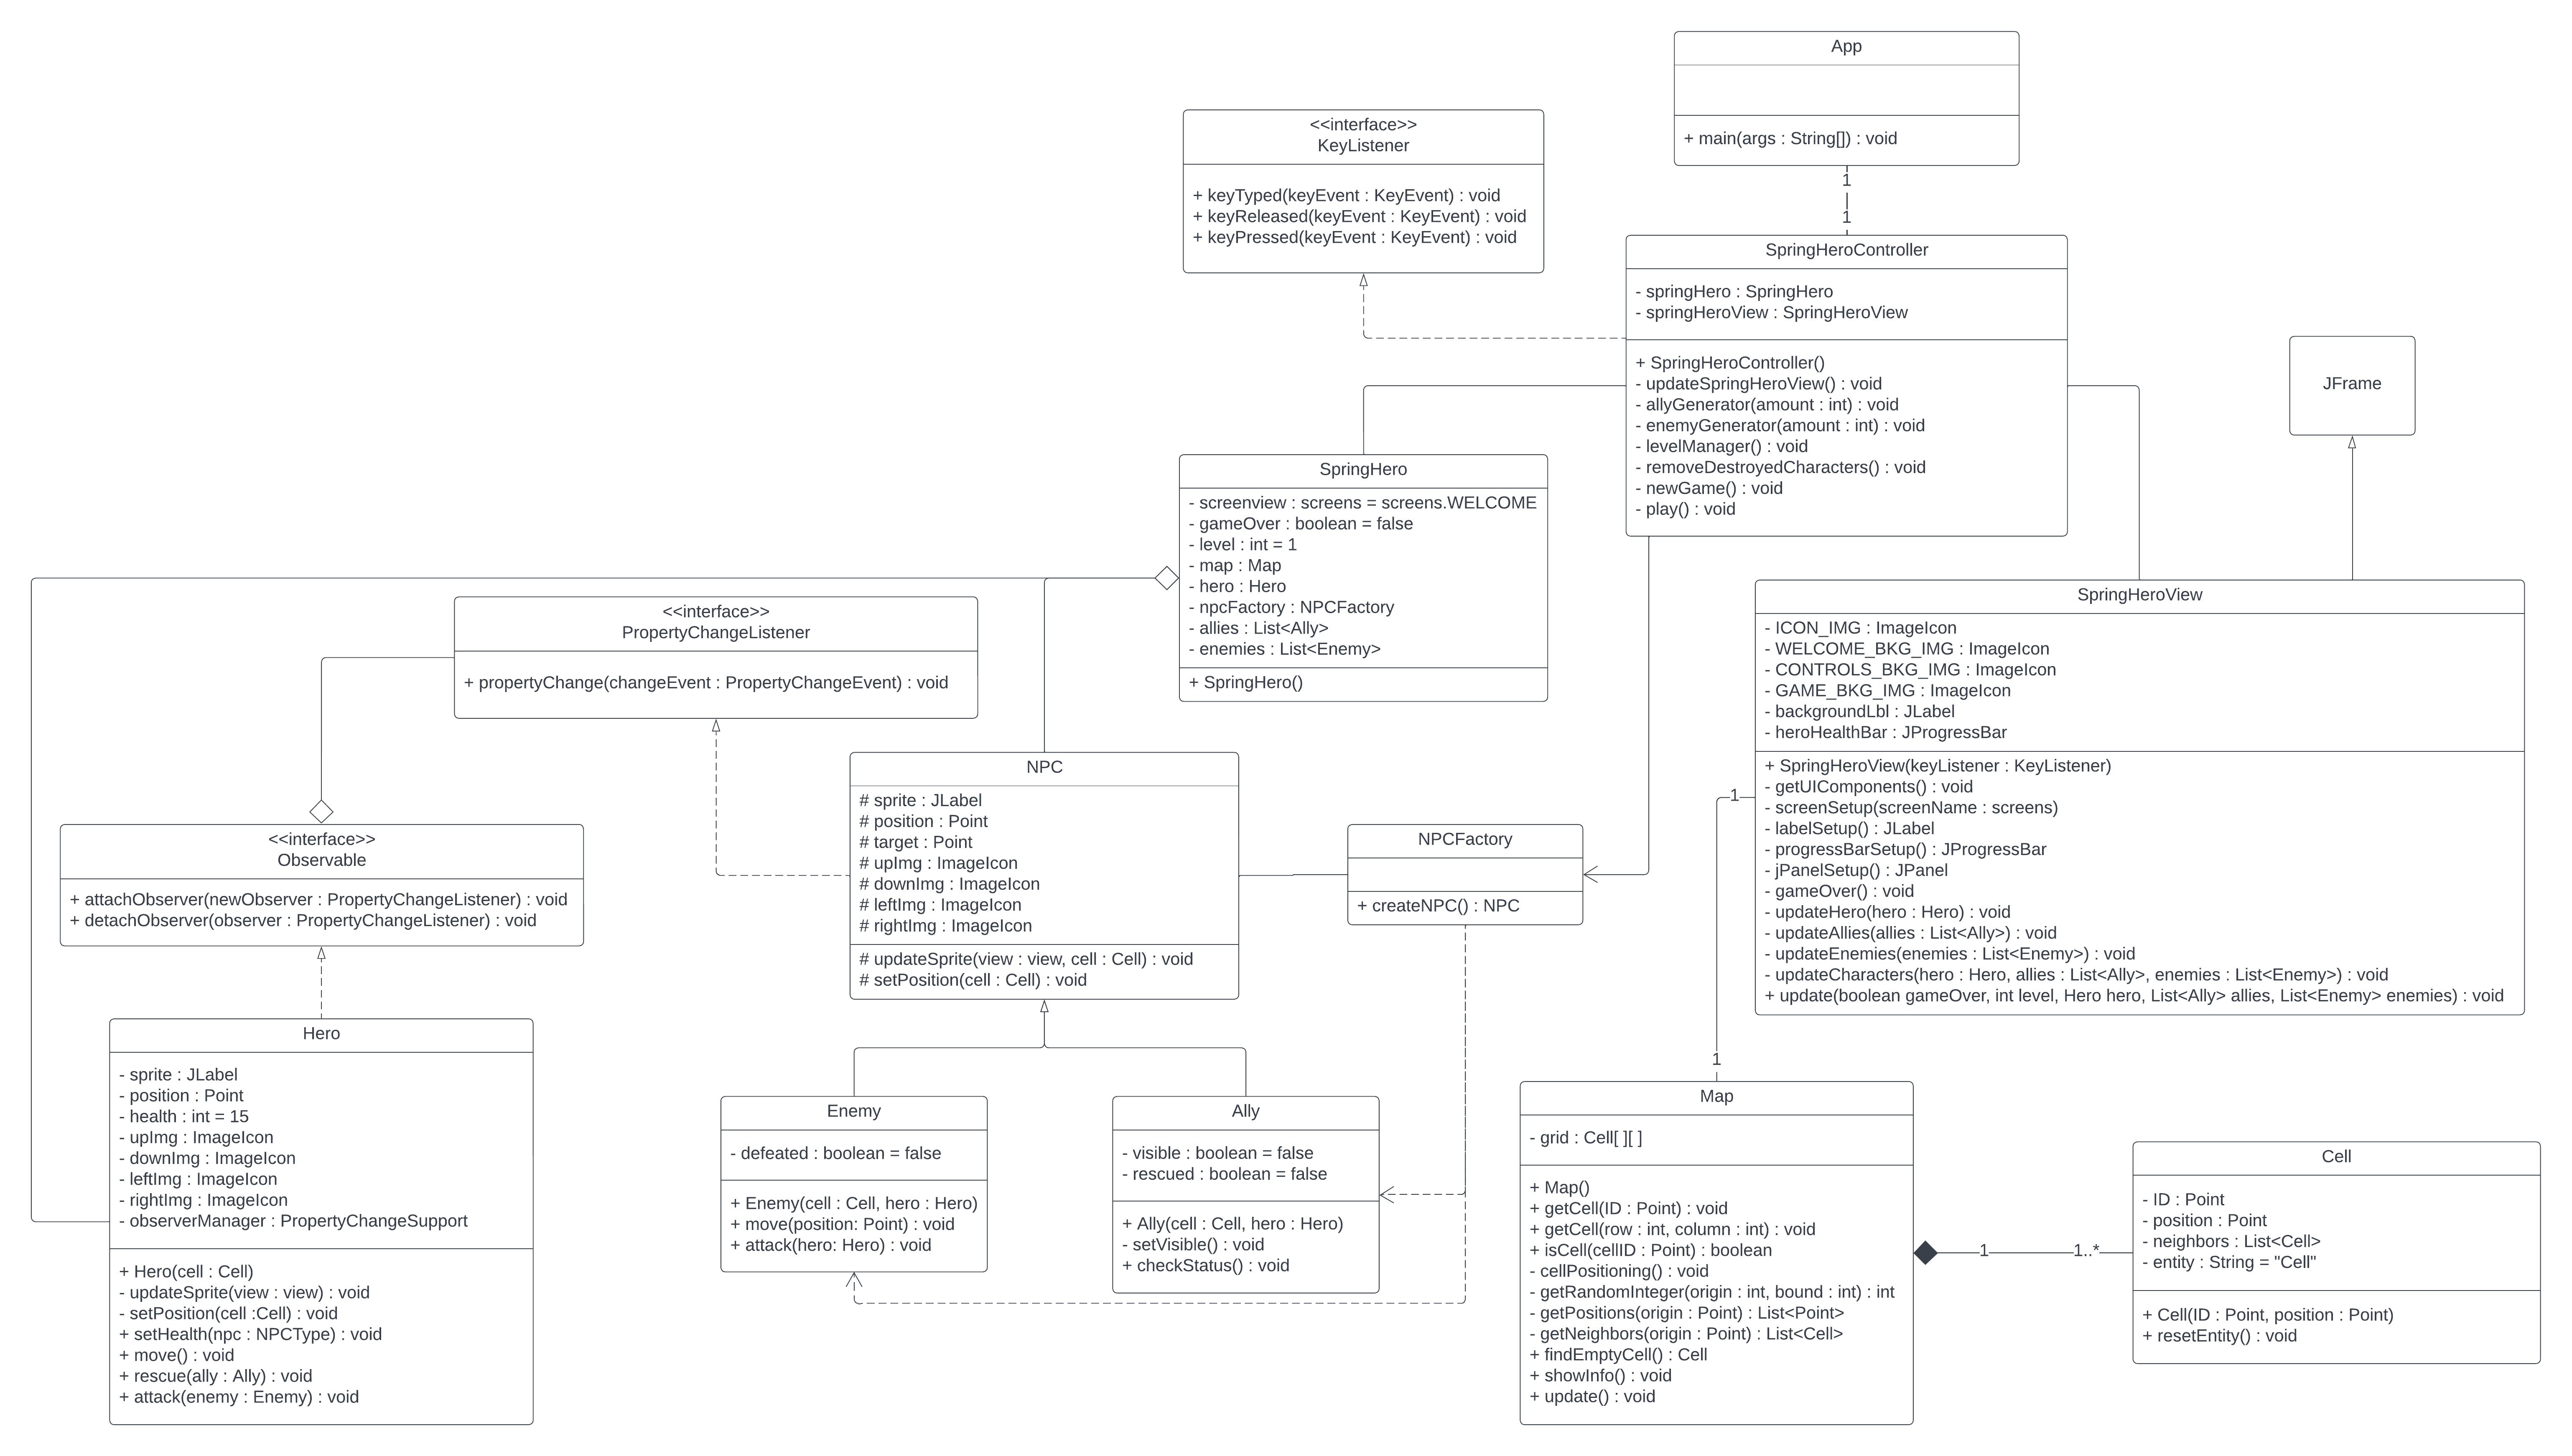 App
+ main(args : String[]) : void
1
1
<<interface>>
KeyListener
+ keyTyped(keyEvent : KeyEvent) : void
+ keyReleased(keyEvent : KeyEvent) : void
+ keyPressed(keyEvent : KeyEvent) : void
SpringHeroController
- springHero : SpringHero
- springHeroView : SpringHeroView
+ SpringHeroController()
- updateSpringHeroView() : void
- allyGenerator(amount : int) : void
- enemyGenerator(amount : int) : void
- levelManager() : void
- removeDestroyedCharacters() : void
- newGame() : void
- play() : void
JFrame
SpringHero
- screenview : screens = screens.WELCOME
- gameOver : boolean = false
- level : int = 1
- map : Map
- hero : Hero
- npcFactory : NPCFactory
- allies : List<Ally>
- enemies : List<Enemy>
+ SpringHero()
SpringHeroView
- ICON_IMG : ImageIcon
- WELCOME_BKG_IMG : ImageIcon
- CONTROLS_BKG_IMG : ImageIcon
- GAME_BKG_IMG : ImageIcon
- backgroundLbl : JLabel
- heroHealthBar : JProgressBar
+ SpringHeroView(keyListener : KeyListener)
- getUIComponents() : void
- screenSetup(screenName : screens)
- labelSetup() : JLabel
- progressBarSetup() : JProgressBar
- jPanelSetup() : JPanel
- gameOver() : void
- updateHero(hero : Hero) : void
- updateAllies(allies : List<Ally>) : void
- updateEnemies(enemies : List<Enemy>) : void
- updateCharacters(hero : Hero, allies : List<Ally>, enemies : List<Enemy>) : void
+ update(boolean gameOver, int level, Hero hero, List<Ally> allies, List<Enemy> enemies) : void
<<interface>>
PropertyChangeListener
+ propertyChange(changeEvent : PropertyChangeEvent) : void
NPC
# sprite : JLabel
# position : Point
# target : Point
# upImg : ImageIcon
# downImg : ImageIcon
# leftImg : ImageIcon
# rightImg : ImageIcon
# updateSprite(view : view, cell : Cell) : void
# setPosition(cell : Cell) : void
NPCFactory
+ createNPC() : NPC
<<interface>>
Observable
+ attachObserver(newObserver : PropertyChangeListener) : void
+ detachObserver(observer : PropertyChangeListener) : void
Hero
- sprite : JLabel
- position : Point
- health : int = 15
- upImg : ImageIcon
- downImg : ImageIcon
- leftImg : ImageIcon
- rightImg : ImageIcon
- observerManager : PropertyChangeSupport
+ Hero(cell : Cell)
- updateSprite(view : view) : void
- setPosition(cell :Cell) : void
+ setHealth(npc : NPCType) : void
+ move() : void
+ rescue(ally : Ally) : void
+ attack(enemy : Enemy) : void
Enemy
- defeated : boolean = false
+ Enemy(cell : Cell, hero : Hero)
+ move(position: Point) : void
+ attack(hero: Hero) : void
Ally
- visible : boolean = false
- rescued : boolean = false
+ Ally(cell : Cell, hero : Hero)
- setVisible() : void
+ checkStatus() : void
1
1
Map
- grid : Cell[ ][ ]
+ Map()
+ getCell(ID : Point) : void
+ getCell(row : int, column : int) : void
+ isCell(cellID : Point) : boolean
- cellPositioning() : void
- getRandomInteger(origin : int, bound : int) : int
- getPositions(origin : Point) : List<Point>
- getNeighbors(origin : Point) : List<Cell>
+ findEmptyCell() : Cell
+ showInfo() : void
+ update() : void
1
1..*
Cell
- ID : Point
- position : Point
- neighbors : List<Cell>
- entity : String = "Cell"
+ Cell(ID : Point, position : Point)
+ resetEntity() : void